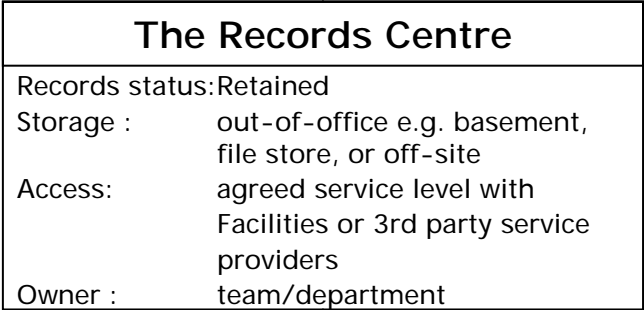 The Records Centre
Records status:Retained
Storage : out-of-office e.g. basement,
file store, or off-site
Access: agreed service level with
Facilities or 3rd party service
providers
Owner : team/department